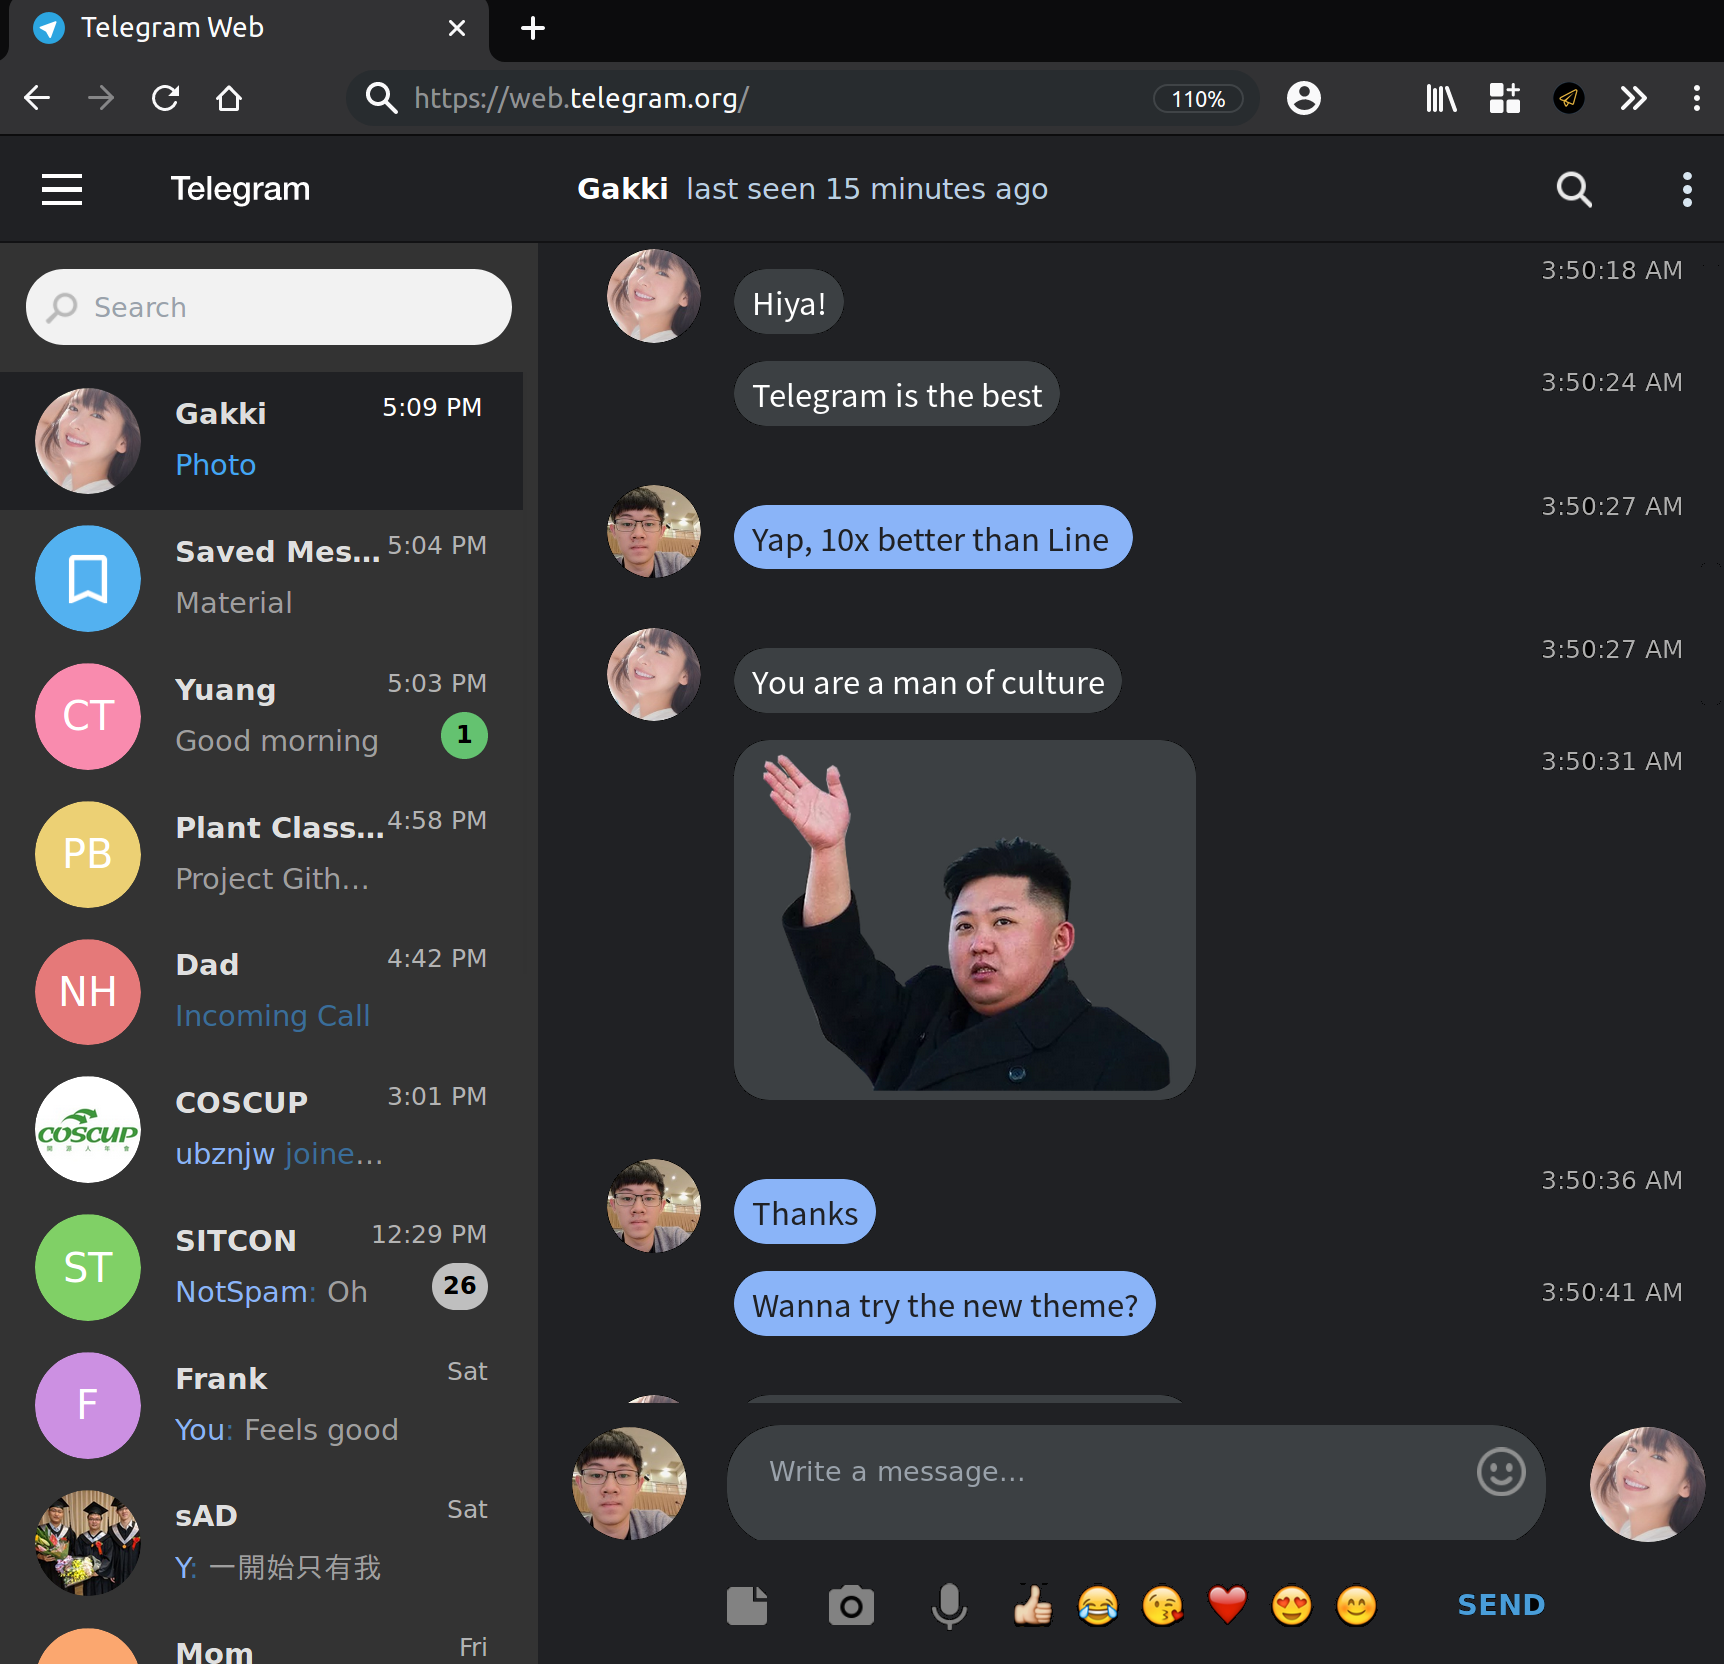 Telegram Web
https://web.telegram.org/
110%
Telegram
Gakki last seen 15 minutes ago
Search
Gakki 5:09 PM
Photo
Saved Mes... 5:04 PM
Material
CT
Yuang 5:03 PM
Good morning 1
PB
Plant Class... 4:58 PM
Project Gith...
NH
Dad 4:42 PM
Incoming Call
COSCUP
COSCUP 3:01 PM
ubznjw joine...
ST
SITCON 12:29 PM
NotSpam: Oh 26
F
Frank Sat
You: Feels good
sAD Sat
Y: 一開始只有我
Mom Fri
Hiya! 3:50:18 AM
Telegram is the best 3:50:24 AM
Yap, 10x better than Line 3:50:27 AM
You are a man of culture 3:50:27 AM
3:50:31 AM
Thanks 3:50:36 AM
Wanna try the new theme? 3:50:41 AM
Write a message...
SEND